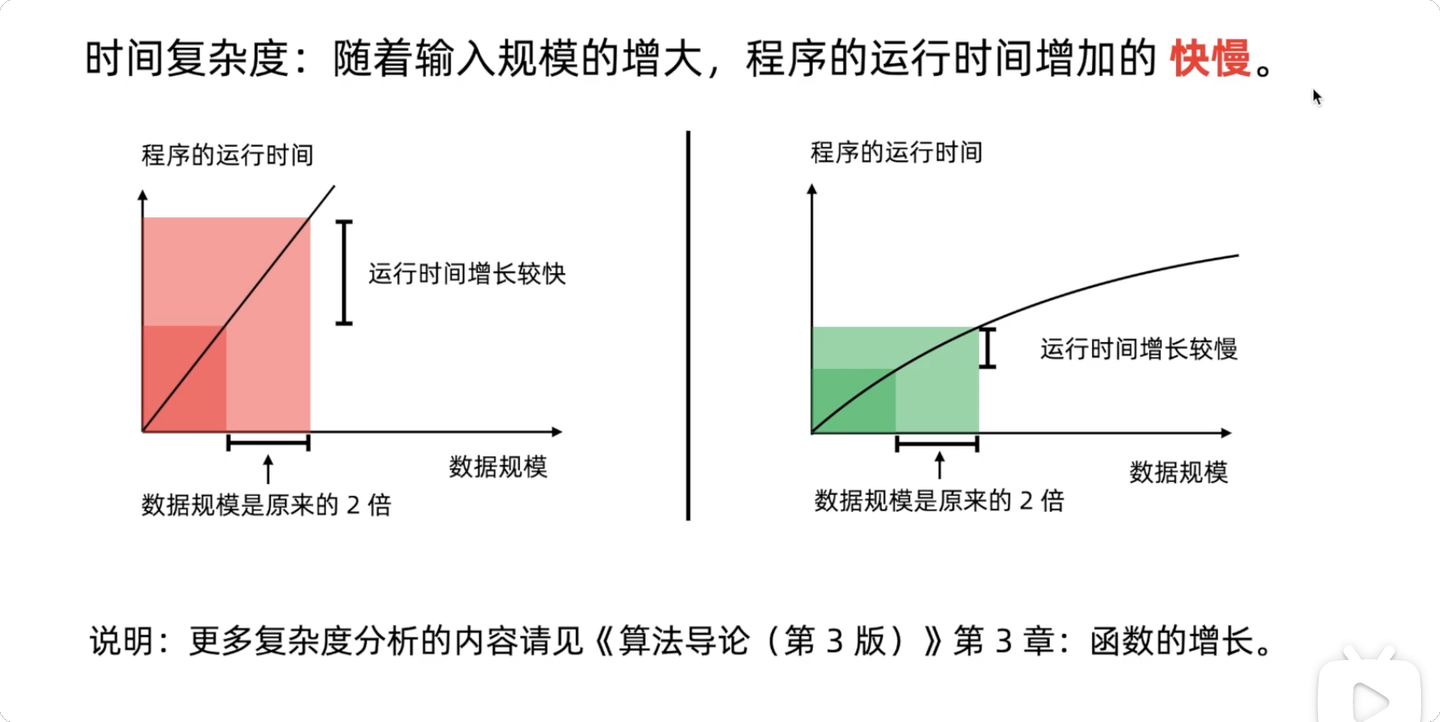 时间复杂度：随着输入规模的增大，程序的运行时间增加的 快慢。
程序的运行时间
运行时间增长较快
数据规模
数据规模是原来的 2 倍
程序的运行时间
运行时间增长较慢
数据规模
数据规模是原来的 2 倍
说明：更多复杂度分析的内容请见《算法导论（第 3 版）》第 3 章：函数的增长。